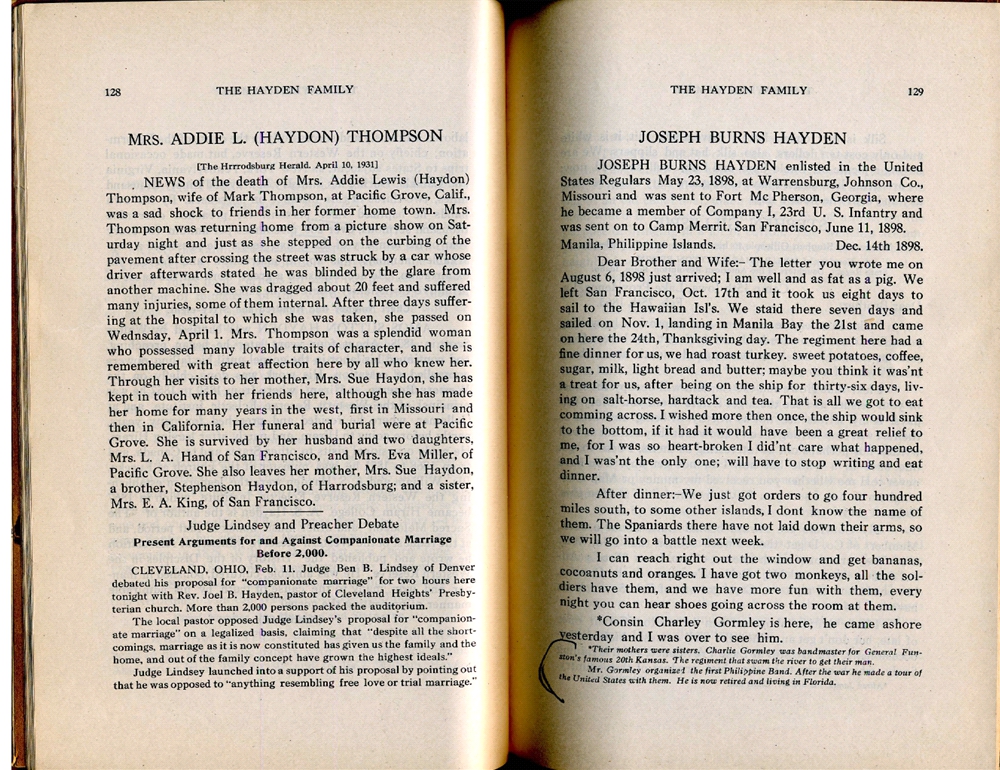 128 THE HAYDEN FAMILY
MRS. ADDIE L. (HAYDON) THOMPSON
[The Hrrrodsburg Herald. April 10, 1931]
NEWS of the death of Mrs. Addie Lewis (Haydon)
Thompson, wife of Mark Thompson, at Pacific Grove, Calif.,
was a sad shock to friends in her former home town. Mrs.
Thompson was returning home from a picture show on Sat-
urday night and just as she stepped on the curbing of the
pavement after crossing the street was struck by a car whose
driver afterwards stated he was blinded by the glare from
another machine. She was dragged about 20 feet and suffered
many injuries, some of them internal. After three days suffer-
ing at the hospital to which she was taken, she passed on
Wednsday, April 1. Mrs. Thompson was a splendid woman
who possessed many lovable traits of character, and she is
remembered with great affection here by all who knew her.
Through her visits to her mother, Mrs. Sue Haydon, she has
kept in touch with her friends here, although she has made
her home for many years in the west, first in Missouri and
then in California. Her funeral and burial were at Pacific
Grove. She is survived by her husband and two daughters,
Mrs. L. A. Hand of San Francisco, and Mrs. Eva Miller, of
Pacific Grove. She also leaves her mother, Mrs. Sue Haydon,
a brother, Stephenson Haydon, of Harrodsburg; and a sister,
Mrs. E. A. King, of San Francisco.
Judge Lindsey and Preacher Debate
Present Arguments for and Against Companionate Marriage
Before 2,000.
CLEVELAND, OHIO, Feb. 11. Judge Ben B. Lindsey of Denver
debated his proposal for "companionate marriage" for two hours here
tonight with Rev. Joel B. Hayden, pastor of Cleveland Heights' Presby-
terian church. More than 2,000 persons packed the auditorium.
The local pastor opposed Judge Lindsey's proposal for "companion-
ate marriage" on a legalized basis, claiming that "despite all the short-
comings, marriage as it is now constituted has given us the family and the
home, and out of the family concept have grown the highest ideals."
Judge Lindsey launched into a support of his proposal by pointing out
that he was opposed to "anything resembling free love or trial marriage."
THE HAYDEN FAMILY 129
JOSEPH BURNS HAYDEN
JOSEPH BURNS HAYDEN enlisted in the United
States Regulars May 23, 1898, at Warrensburg, Johnson Co.,
Missouri and was sent to Fort Mc Pherson, Georgia, where
he became a member of Company I, 23rd U. S. Infantry and
was sent on to Camp Merrit. San Francisco, June 11, 1898.
Manila, Philippine Islands. Dec. 14th 1898.
Dear Brother and Wife:- The letter you wrote me on
August 6, 1898 just arrived; I am well and as fat as a pig. We
left San Francisco, Oct. 17th and it took us eight days to
sail to the Hawaiian Isl's. We staid there seven days and
sailed on Nov. 1, landing in Manila Bay the 21st and came
on here the 24th, Thanksgiving day. The regiment here had a
fine dinner for us, we had roast turkey. sweet potatoes, coffee,
sugar, milk, light bread and butter; maybe you think it was'nt
a treat for us, after being on the ship for thirty-six days, liv-
ing on salt-horse, hardtack and tea. That is all we got to eat
comming across. I wished more then once, the ship would sink
to the bottom, if it had it would have been a great relief to
me, for I was so heart-broken I did'nt care what happened,
and I was'nt the only one; will have to stop writing and eat
dinner.
After dinner:-We just got orders to go four hundred
miles south, to some other islands, I dont know the name of
them. The Spaniards there have not laid down their arms, so
we will go into a battle next week.
I can reach right out the window and get bananas,
cocoanuts and oranges. I have got two monkeys, all the sol-
diers have them, and we have more fun with them, every
night you can hear shoes going across the room at them.
*Consin Charley Gormley is here, he came ashore
yesterday and I was over to see him.
*Their mothers were sisters. Charlie Gormley was bandmaster for General Fun-
ston's famous 20th Kansas. The regiment that swam the river to get their man.
Mr. Gormley organized the first Philippine Band. After the war he made a tour of
the United States with them. He is now retired and living in Florida.